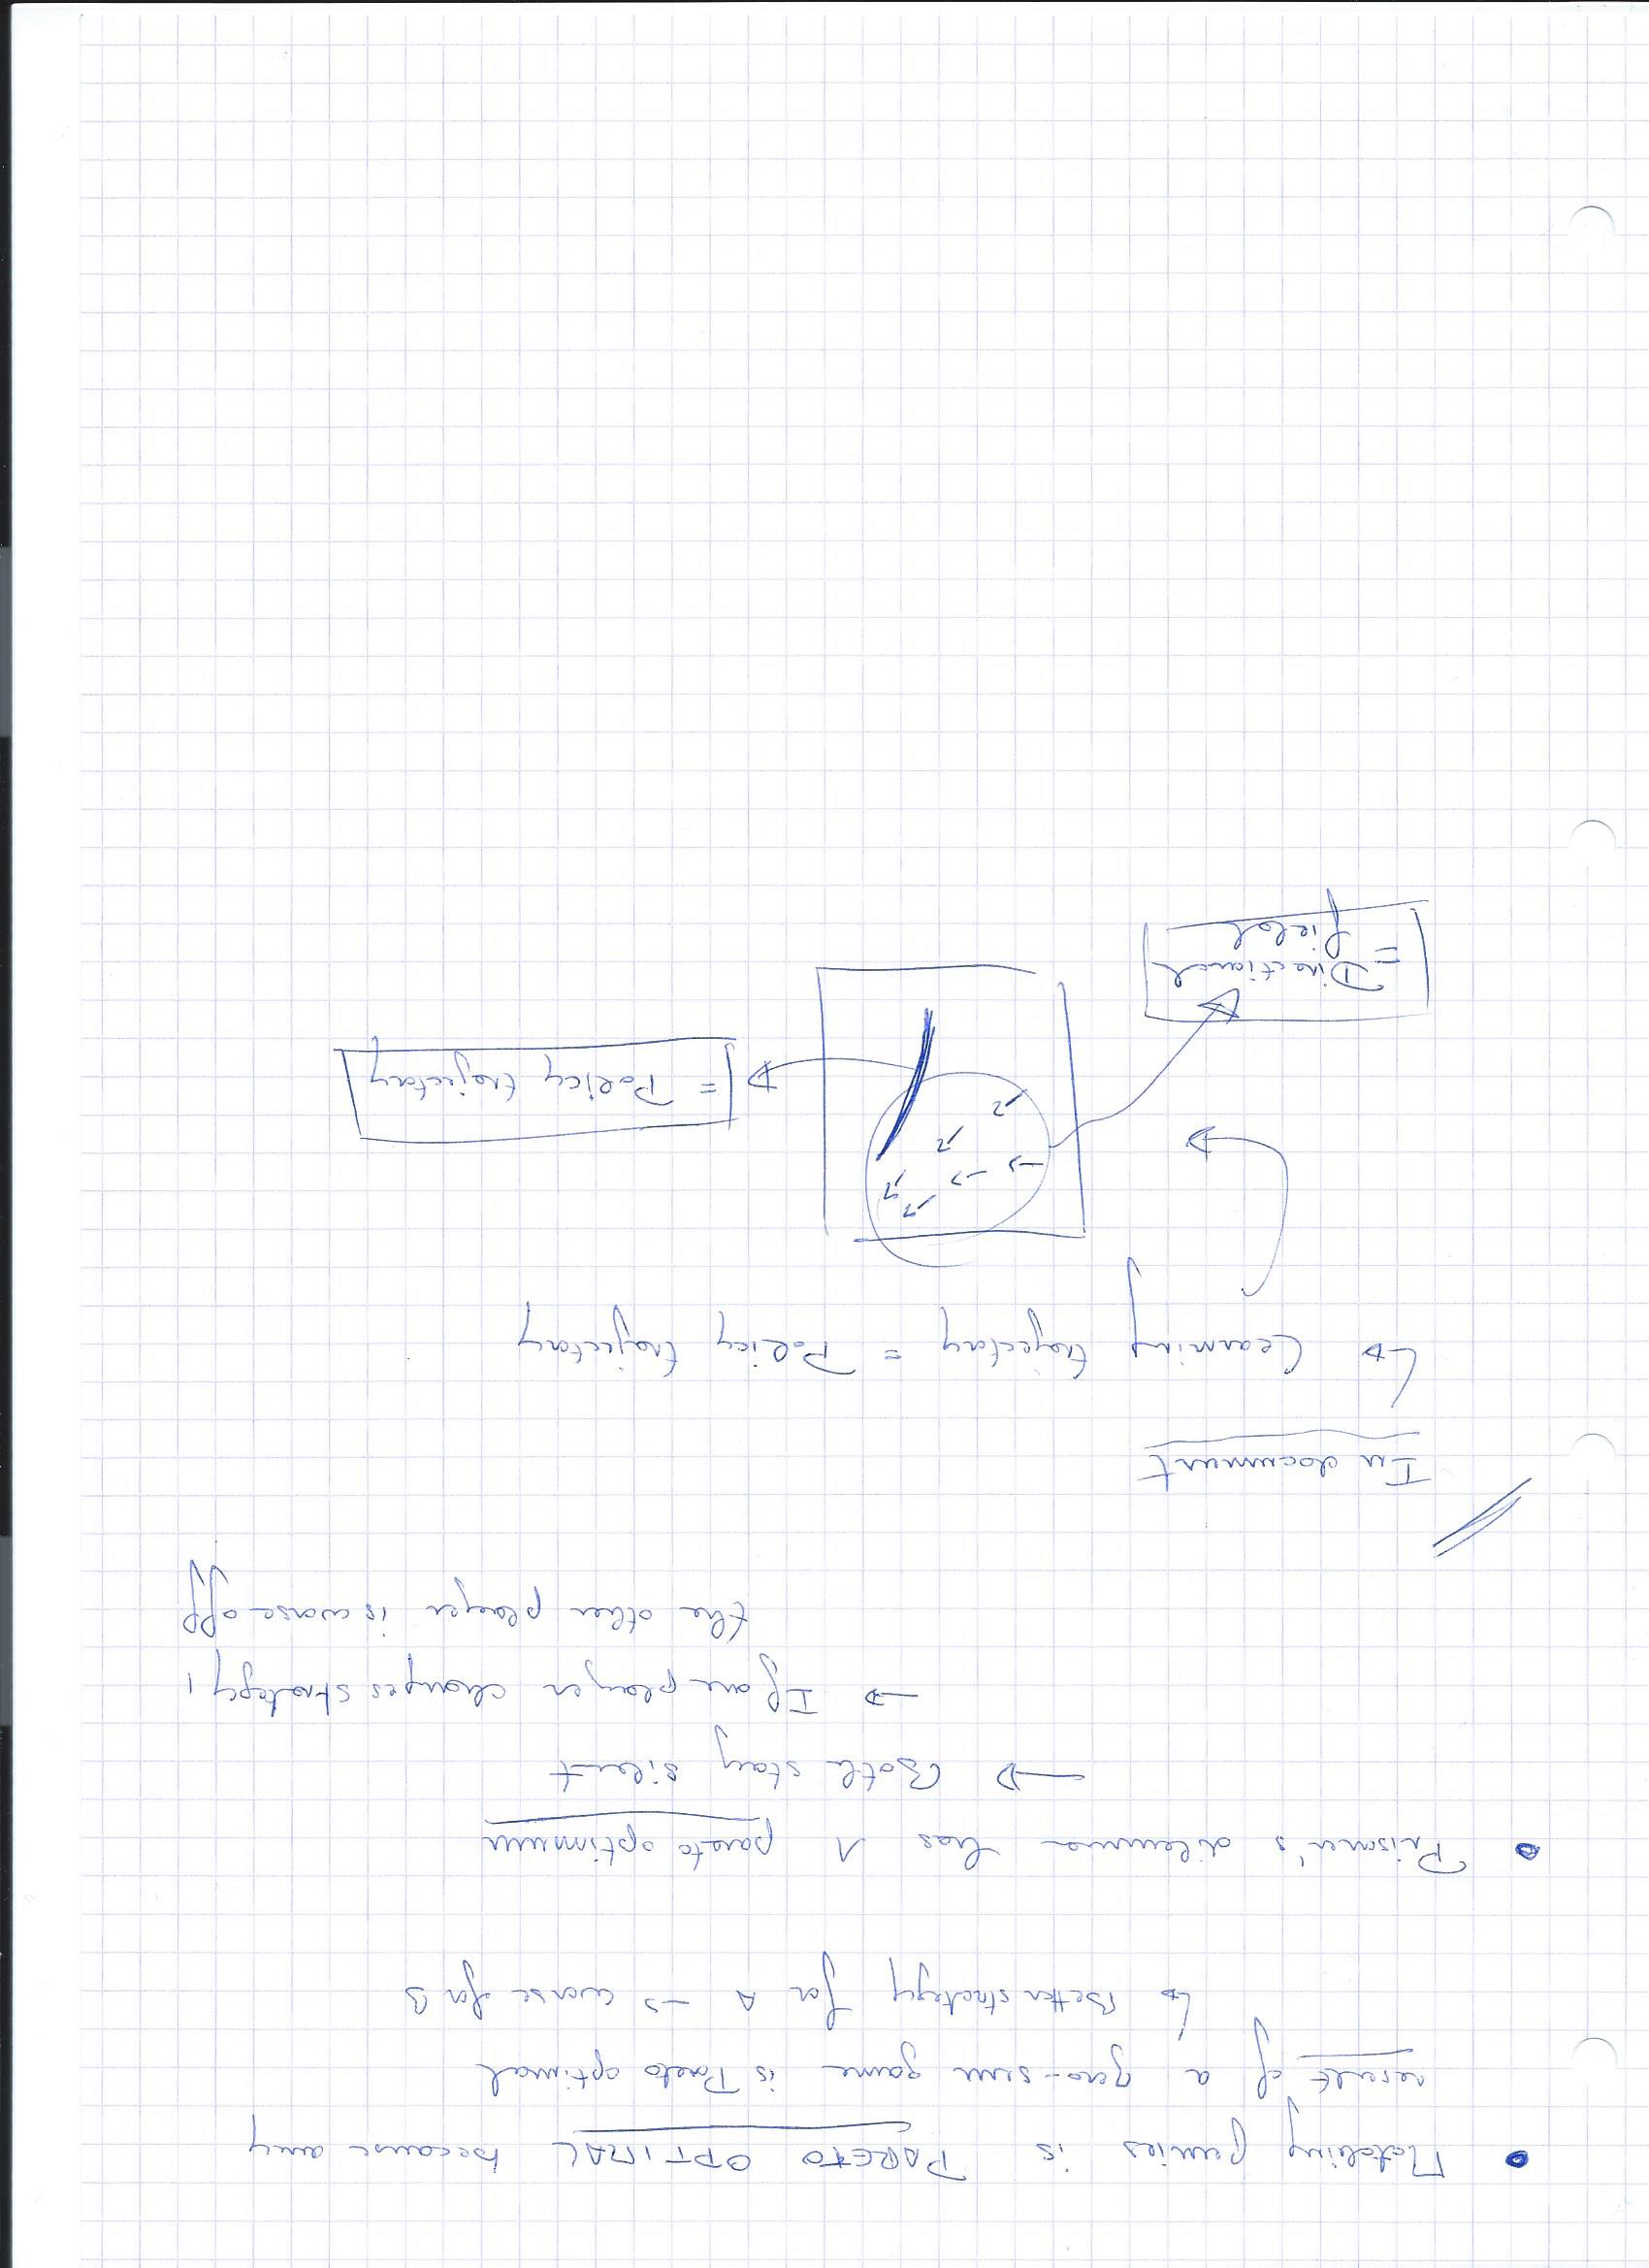 • Matching pennies is PARETO OPTIMAL because any
result of a zero-sum game is Pareto optimal
↳ Better strategy for A → worse for B
• Prisoner's dilemma has 1 pareto optimum
→ Both stay silent
→ If one player changes strategy,
the other player is worse off
In document
↳ Learning trajectory = Policy trajectory
= Policy trajectory
= Directional
field